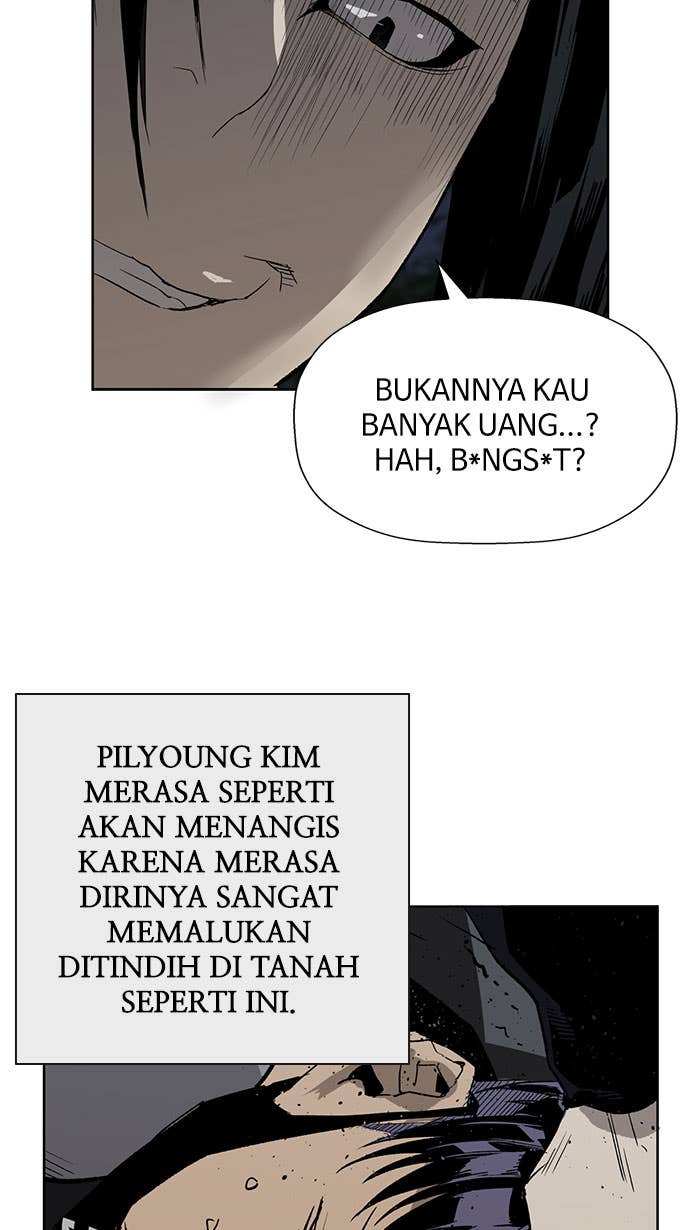 BUKANNYA KAU
BANYAK UANG...?
HAH, B*NGS*T?
PILYOUNG KIM
MERASA SEPERTI
AKAN MENANGIS
KARENA MERASA
DIRINYA SANGAT
MEMALUKAN
DITINDIH DI TANAH
SEPERTI INI.